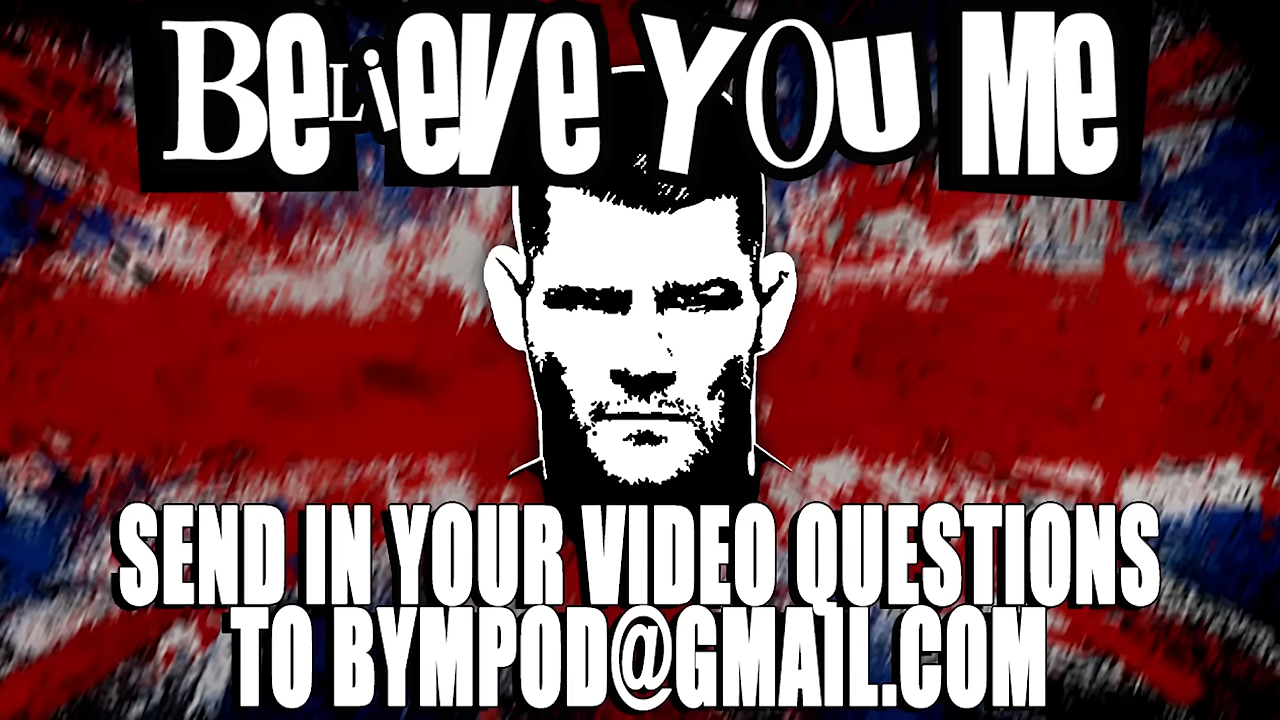 BeLieve YOu Me
SEND IN YOUR VIDEO QUESTIONS
TO BYMPOD@GMAIL.COM